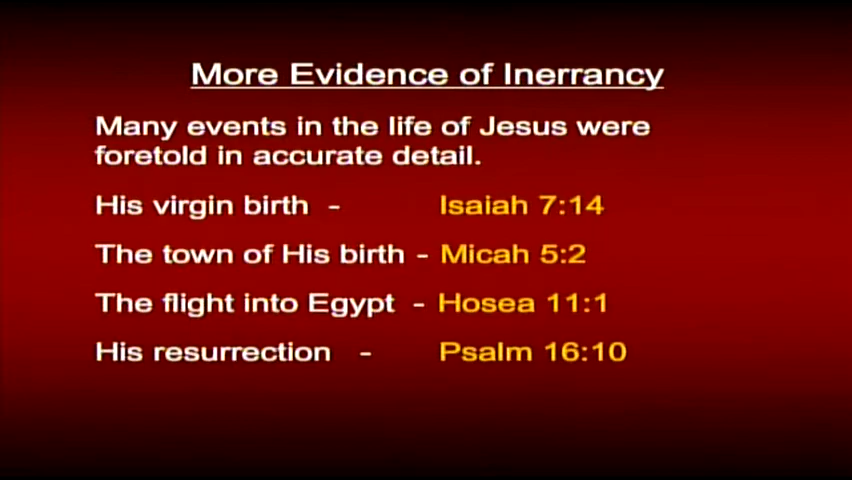 More Evidence of Inerrancy
Many events in the life of Jesus were
foretold in accurate detail.
His virgin birth - Isaiah 7:14
The town of His birth - Micah 5:2
The flight into Egypt - Hosea 11:1
His resurrection - Psalm 16:10